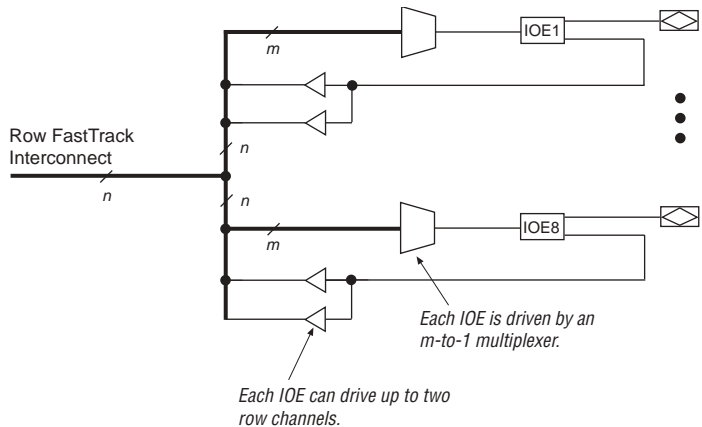 m
IOE1
Row FastTrack
Interconnect
n
n
n
m
IOE8
Each IOE is driven by an
m-to-1 multiplexer.
Each IOE can drive up to two
row channels.